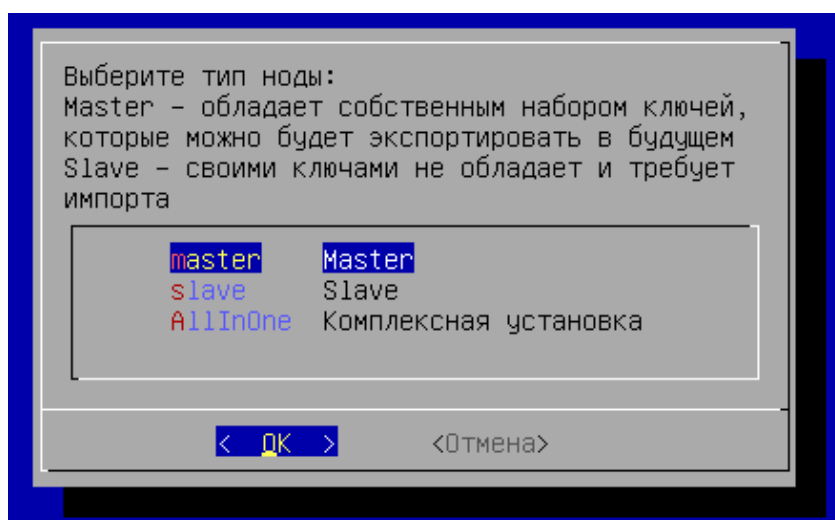 Выберите тип ноды:
Master – обладает собственным набором ключей,
которые можно будет экспортировать в будущем
Slave – своими ключами не обладает и требует
импорта
master Master
slave Slave
AllInOne Комплексная установка
< OK > <Отмена>